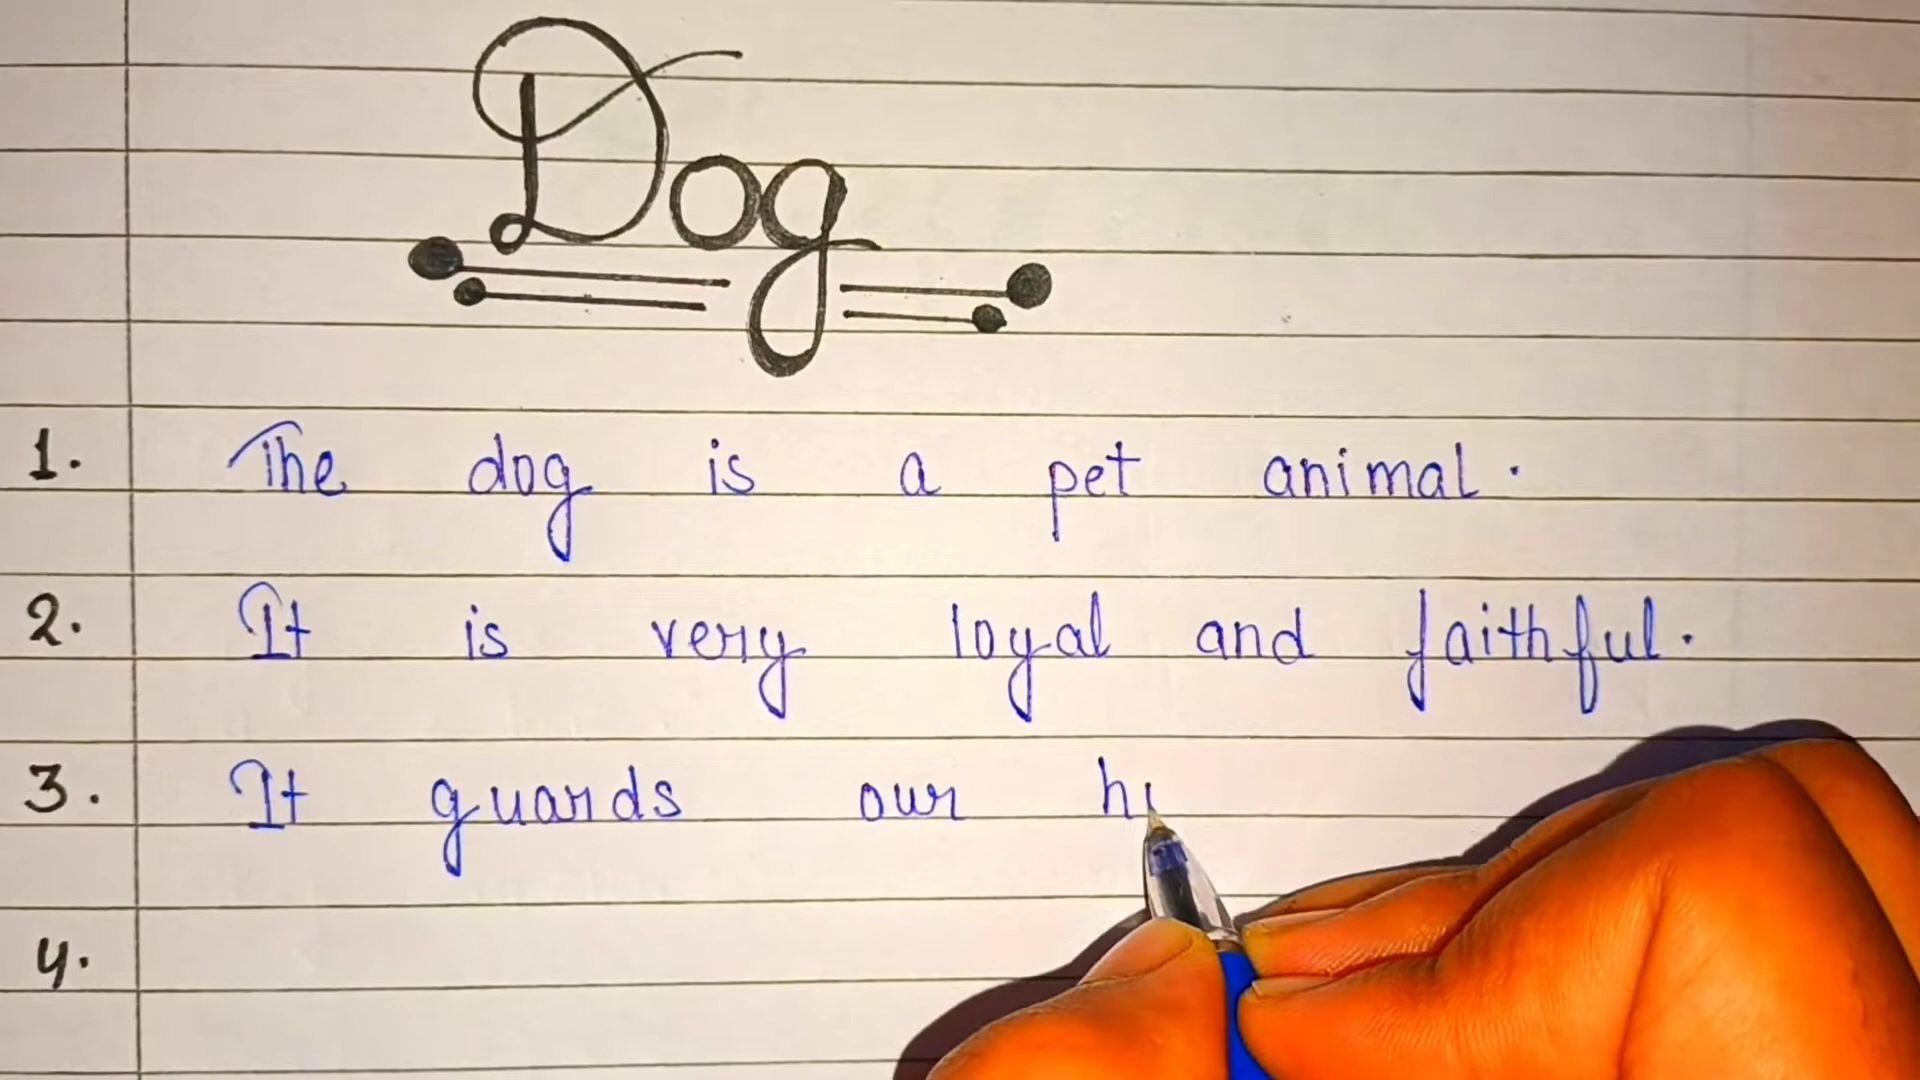 Dog
1. The dog is a pet animal.
2. It is very loyal and faithful.
3. It guards our h
4.